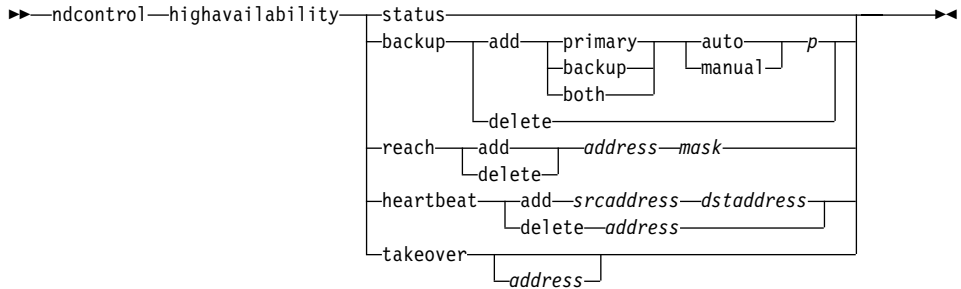 ndcontrol highavailability status
backup add primary auto p
backup manual
both
delete
reach add address mask
delete
heartbeat add srcaddress dstaddress
delete address
takeover
address